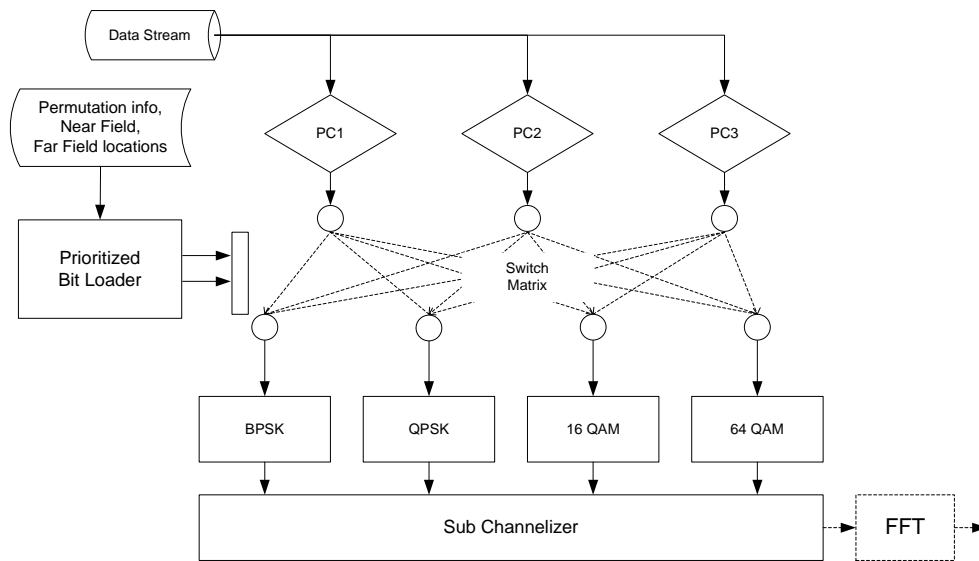 Data Stream
Permutation info,
Near Field,
Far Field locations
PC1
PC2
PC3
Prioritized
Bit Loader
Switch
Matrix
BPSK
QPSK
16 QAM
64 QAM
Sub Channelizer
FFT